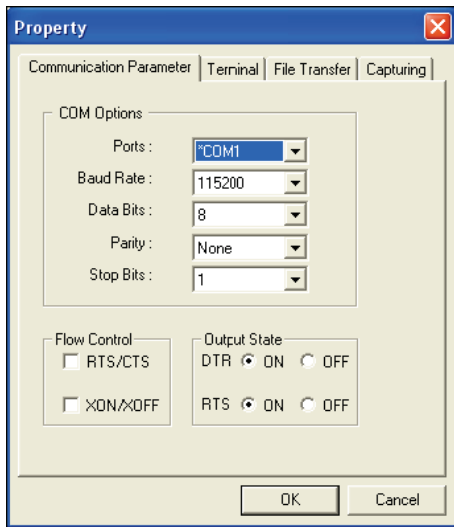 Property
Communication Parameter Terminal File Transfer Capturing
COM Options
Ports : *COM1
Baud Rate : 115200
Data Bits : 8
Parity : None
Stop Bits : 1
Flow Control Output State
RTS/CTS DTR ON OFF
XON/XOFF RTS ON OFF
OK Cancel